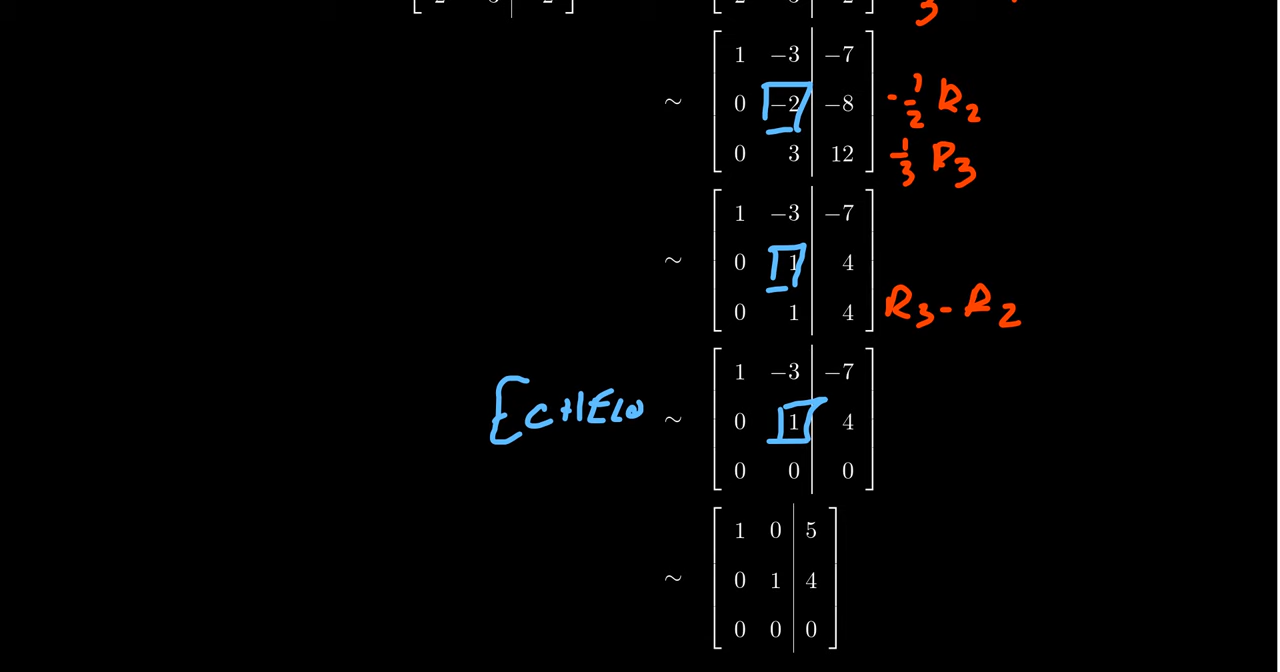 1 −3 −7
∼ 0 −2 −8 -1/2 R2
0 3 12 1/3 R3
1 −3 −7
∼ 0 1 4
0 1 4 R3 - R2
1 −3 −7
ECHELO ∼ 0 1 4
0 0 0
1 0 5
∼ 0 1 4
0 0 0